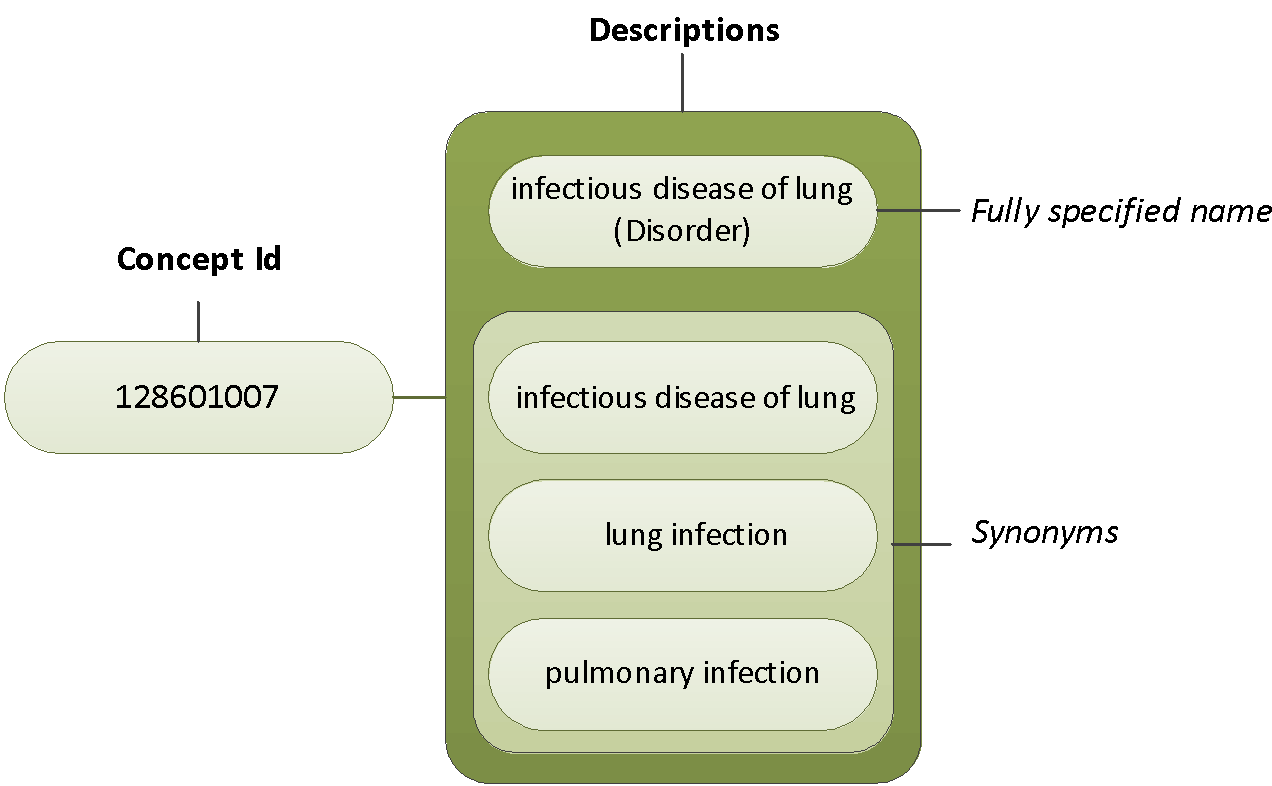 Descriptions
infectious disease of lung
(Disorder)
Fully specified name
Concept Id
128601007
infectious disease of lung
lung infection
Synonyms
pulmonary infection